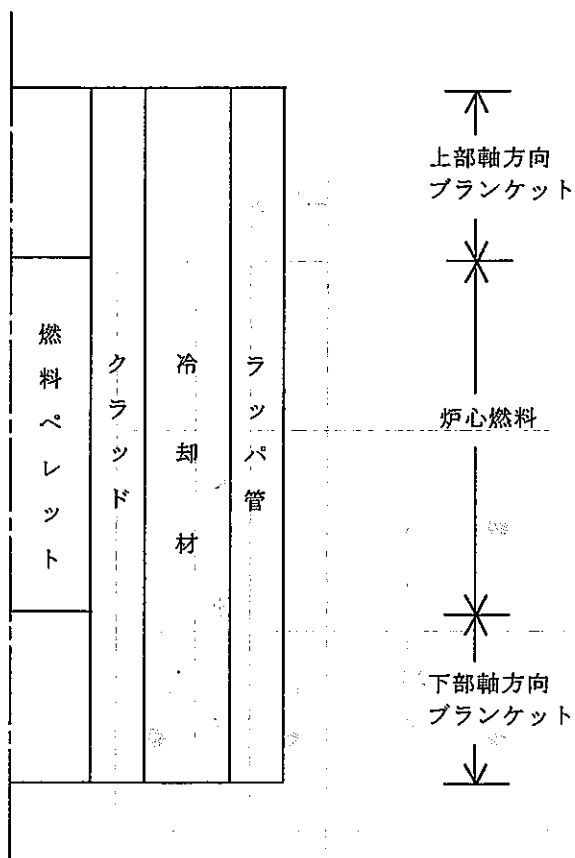 上部軸方向
ブランケット
燃料ペレット
クラッド
冷却材
ラッパ管
炉心燃料
下部軸方向
ブランケット